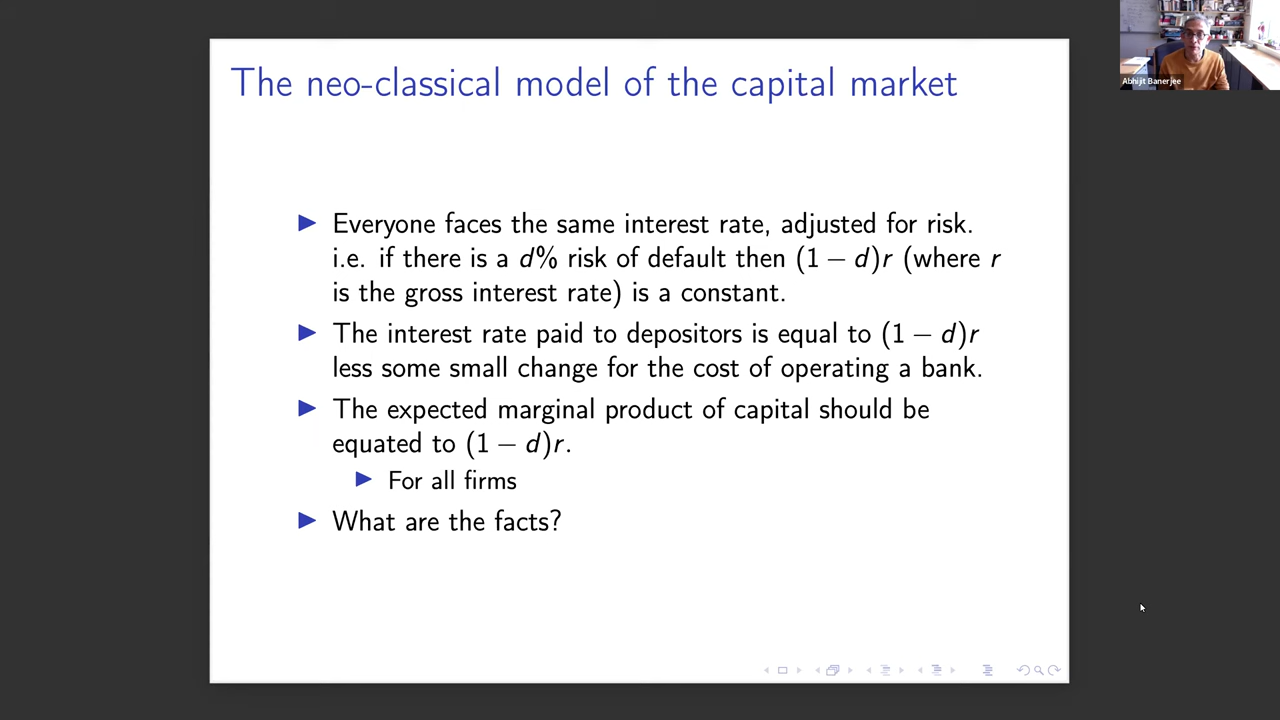 The neo-classical model of the capital market
Everyone faces the same interest rate, adjusted for risk.
i.e. if there is a d% risk of default then (1 − d)r (where r
is the gross interest rate) is a constant.
The interest rate paid to depositors is equal to (1 − d)r
less some small change for the cost of operating a bank.
The expected marginal product of capital should be
equated to (1 − d)r.
For all firms
What are the facts?
Abhijit Banerjee